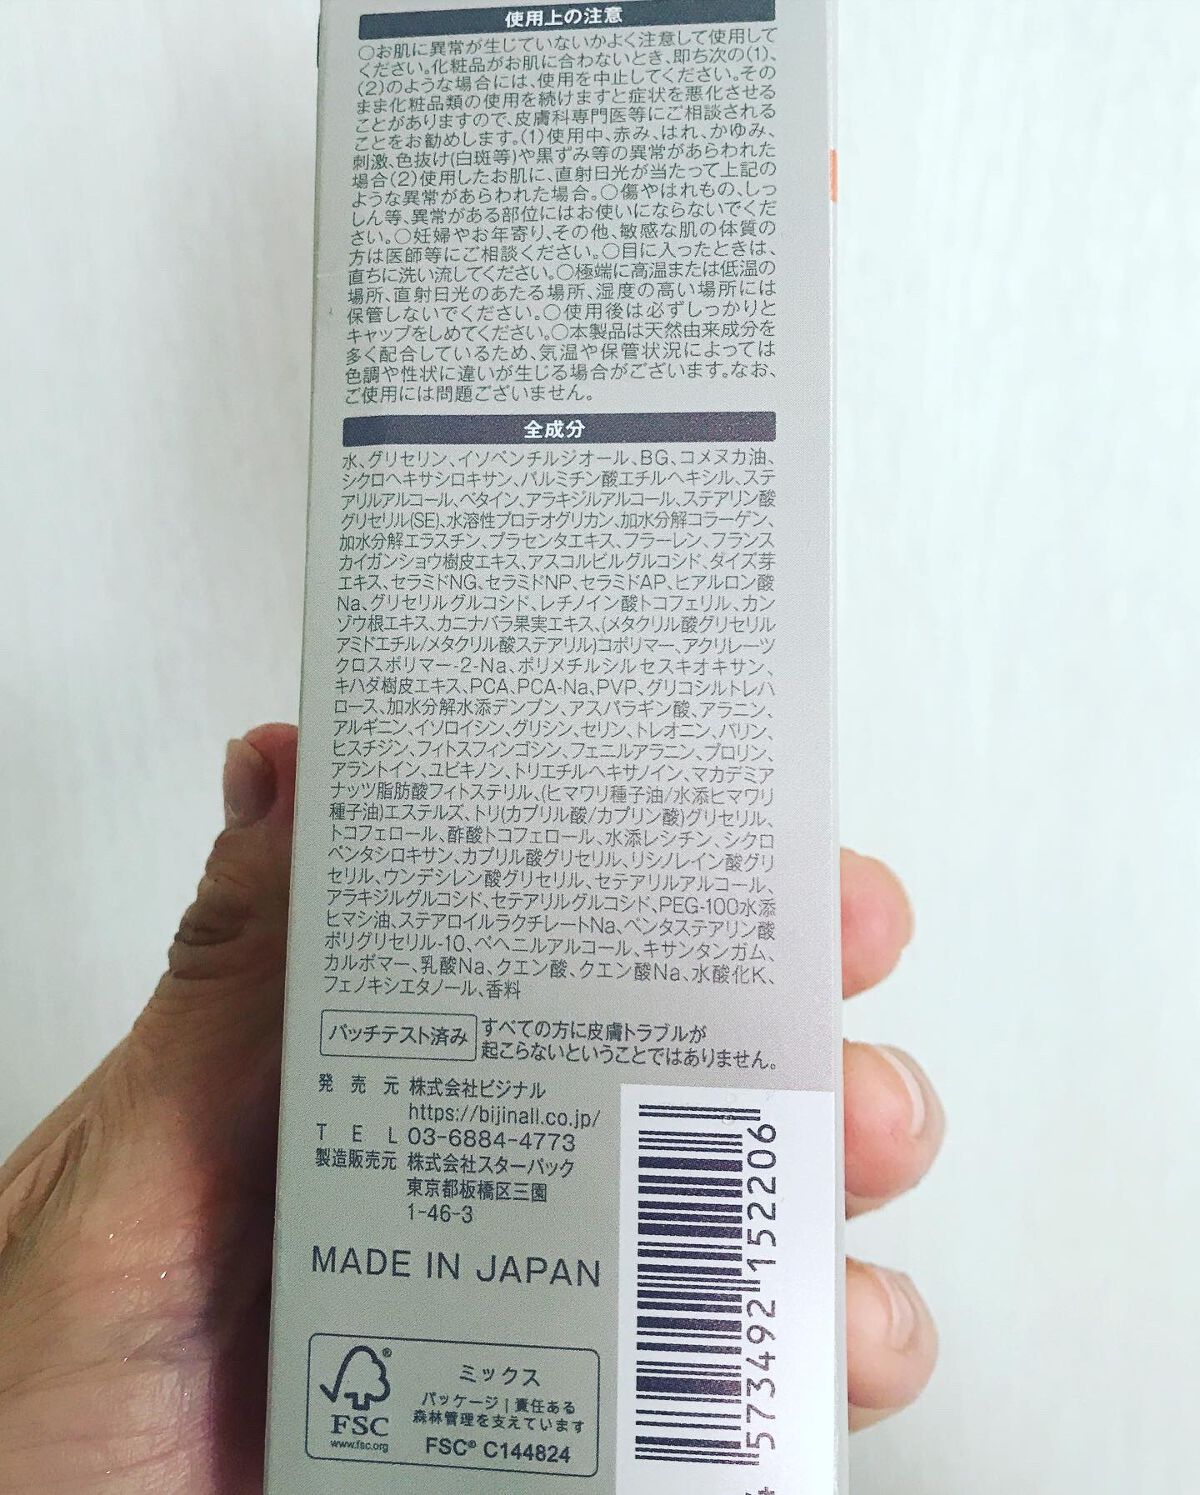 使用上の注意
○お肌に異常が生じていないかよく注意して使用して
ください。化粧品がお肌に合わないとき、即ち次の(1)、
(2)のような場合には、使用を中止してください。その
まま化粧品類の使用を続けますと症状を悪化させる
ことがありますので、皮膚科専門医等にご相談される
ことをお勧めします。(1)使用中、赤み、はれ、かゆみ、
刺激、色抜け(白斑等)や黒ずみ等の異常があらわれた
場合(2)使用したお肌に、直射日光が当たって上記の
ような異常があらわれた場合。○傷やはれもの、しっ
しん等、異常がある部位にはお使いにならないでくだ
さい。○妊婦やお年寄り、その他、敏感な肌の体質の
方は医師等にご相談ください。○目に入ったときは、
直ちに洗い流してください。○極端に高温または低温の
場所、直射日光のあたる場所、湿度の高い場所には
保管しないでください。○使用後は必ずしっかりと
キャップをしめてください。○本製品は天然由来成分を
多く配合しているため、気温や保管状況によっては
色調や性状に違いが生じる場合がございます。なお、
ご使用には問題ございません。
全成分
水、グリセリン、イソペンチルジオール、BG、コメヌカ油、
シクロヘキサシロキサン、パルミチン酸エチルヘキシル、ステ
アリルアルコール、ベタイン、アラキジルアルコール、ステアリン酸
グリセリル(SE)、水溶性プロテオグリカン、加水分解コラーゲン、
加水分解エラスチン、プラセンタエキス、フラーレン、フランス
カイガンショウ樹皮エキス、アスコルビルグルコシド、ダイズ芽
エキス、セラミドNG、セラミドNP、セラミドAP、ヒアルロン酸
Na、グリセリルグルコシド、レチノイン酸トコフェリル、カン
ゾウ根エキス、カニナバラ果実エキス、(メタクリル酸グリセリル
アミドエチル/メタクリル酸ステアリル)コポリマー、アクリレーツ
クロスポリマー-2-Na、ポリメチルシルセスキオキサン、
キハダ樹皮エキス、PCA、PCA-Na、PVP、グリコシルトレハ
ロース、加水分解水添デンプン、アスパラギン酸、アラニン、
アルギニン、イソロイシン、グリシン、セリン、トレオニン、バリン、
ヒスチジン、フィトスフィンゴシン、フェニルアラニン、プロリン、
アラントイン、ユビキノン、トリエチルヘキサノイン、マカデミア
ナッツ脂肪酸フィトステリル、(ヒマワリ種子油/水添ヒマワリ
種子油)エステルズ、トリ(カプリル酸/カプリン酸)グリセリル、
トコフェロール、酢酸トコフェロール、水添レシチン、シクロ
ペンタシロキサン、カプリル酸グリセリル、リシノレイン酸グリ
セリル、ウンデシレン酸グリセリル、セテアリルアルコール、
アラキジルグルコシド、セテアリルグルコシド、PEG-100水添
ヒマシ油、ステアロイルラクチレートNa、ペンタステアリン酸
ポリグリセリル-10、ベヘニルアルコール、キサンタンガム、
カルボマー、乳酸Na、クエン酸、クエン酸Na、水酸化K、
フェノキシエタノール、香料
パッチテスト済み
すべての方に皮膚トラブルが
起こらないということではありません。
発売元 株式会社ビジナル
https://bijinall.co.jp/
TEL 03-6884-4773
製造販売元 株式会社スターパック
東京都板橋区三園
1-46-3
MADE IN JAPAN
FSC®
www.fsc.org
ミックス
パッケージ|責任ある
森林管理を支えています
FSC® C144824
4 573492 152206